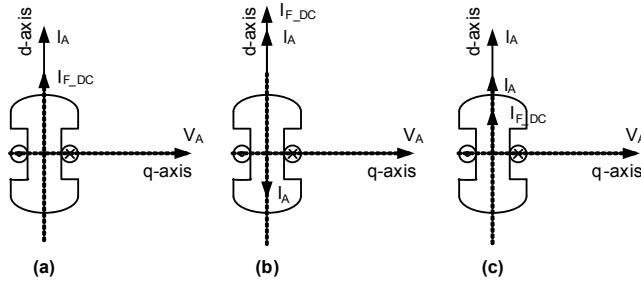 d-axis
I_A
I_F_DC
V_A
q-axis
(a)
d-axis
I_F_DC
I_A
V_A
q-axis
I_A
(b)
d-axis
I_A
I_A
I_F_DC
V_A
q-axis
(c)